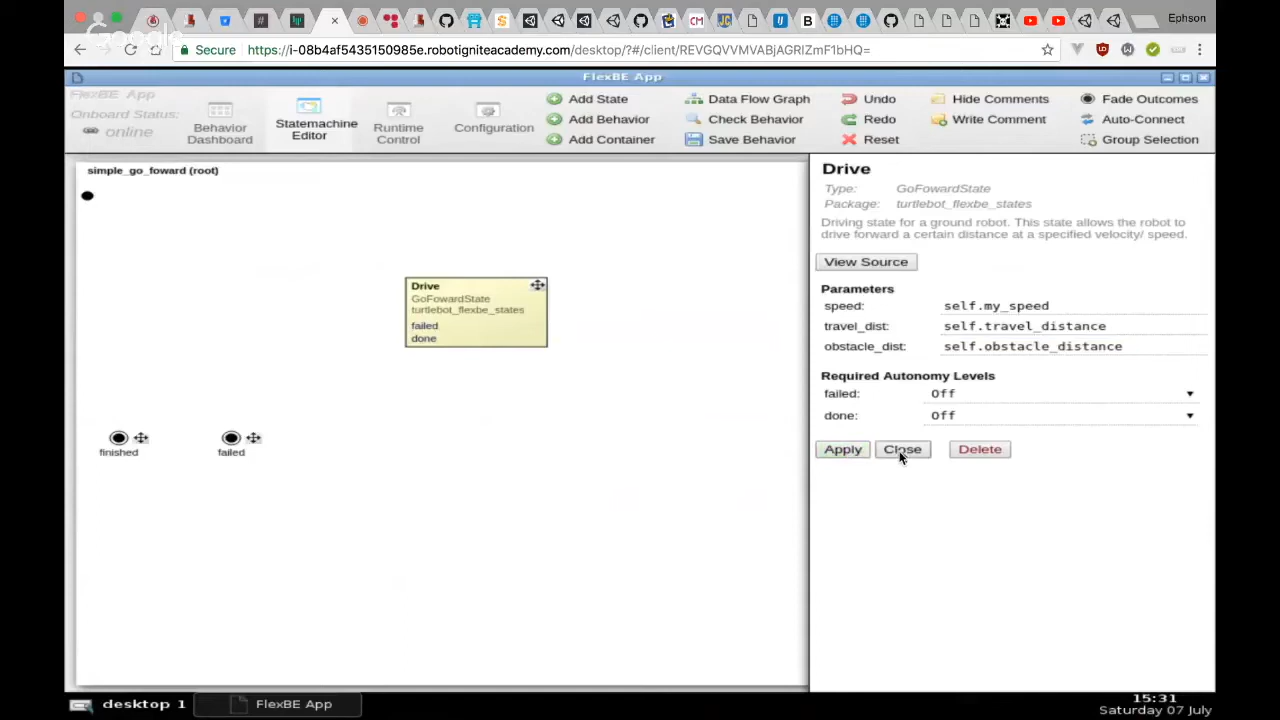 Ephson
Google
Secure https://i-08b4af5435150985e.robotigniteacademy.com/desktop/?#/client/REVGQVVMVABjAGRlZmF1bHQ=
FlexBE App
FlexBE App
Onboard Status:
online
Behavior
Dashboard
Statemachine
Editor
Runtime
Control
Configuration
Add State
Add Behavior
Add Container
Data Flow Graph
Check Behavior
Save Behavior
Undo
Redo
Reset
Hide Comments
Write Comment
Fade Outcomes
Auto-Connect
Group Selection
simple_go_foward (root)
Drive
GoFowardState
turtlebot_flexbe_states
failed
done
finished
failed
Drive
Type: GoFowardState
Package: turtlebot_flexbe_states
Driving state for a ground robot. This state allows the robot to
drive forward a certain distance at a specified velocity/ speed.
View Source
Parameters
speed: self.my_speed
travel_dist: self.travel_distance
obstacle_dist: self.obstacle_distance
Required Autonomy Levels
failed: Off
done: Off
Apply Close Delete
desktop 1
FlexBE App
15:31
Saturday 07 July